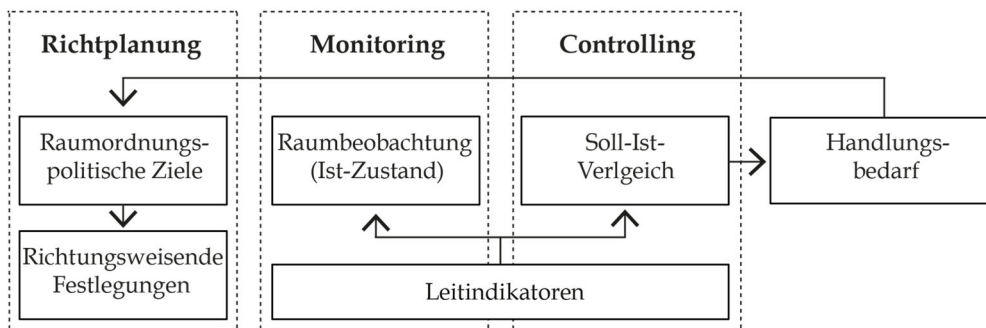 Richtplanung
Monitoring
Controlling
Raumordnungs-
politische Ziele
Raumbeobachtung
(Ist-Zustand)
Soll-Ist-
Verlgeich
Handlungs-
bedarf
Richtungsweisende
Festlegungen
Leitindikatoren